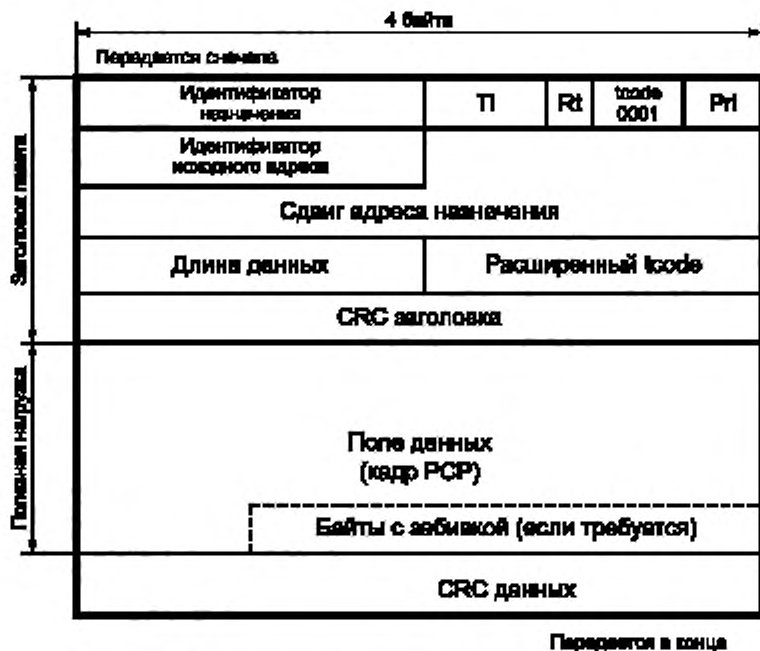 4 байта
Передается сначала
Идентификатор
назначения
Tl
Rt
tcode
0001
Pri
Идентификатор
исходного адреса
Сдвиг адреса назначения
Длина данных
Расширенный tcode
CRC заголовка
Заголовок пакета
Поле данных
(кадр PCP)
Байты с забивкой (если требуется)
Полезная нагрузка
CRC данных
Передается в конце